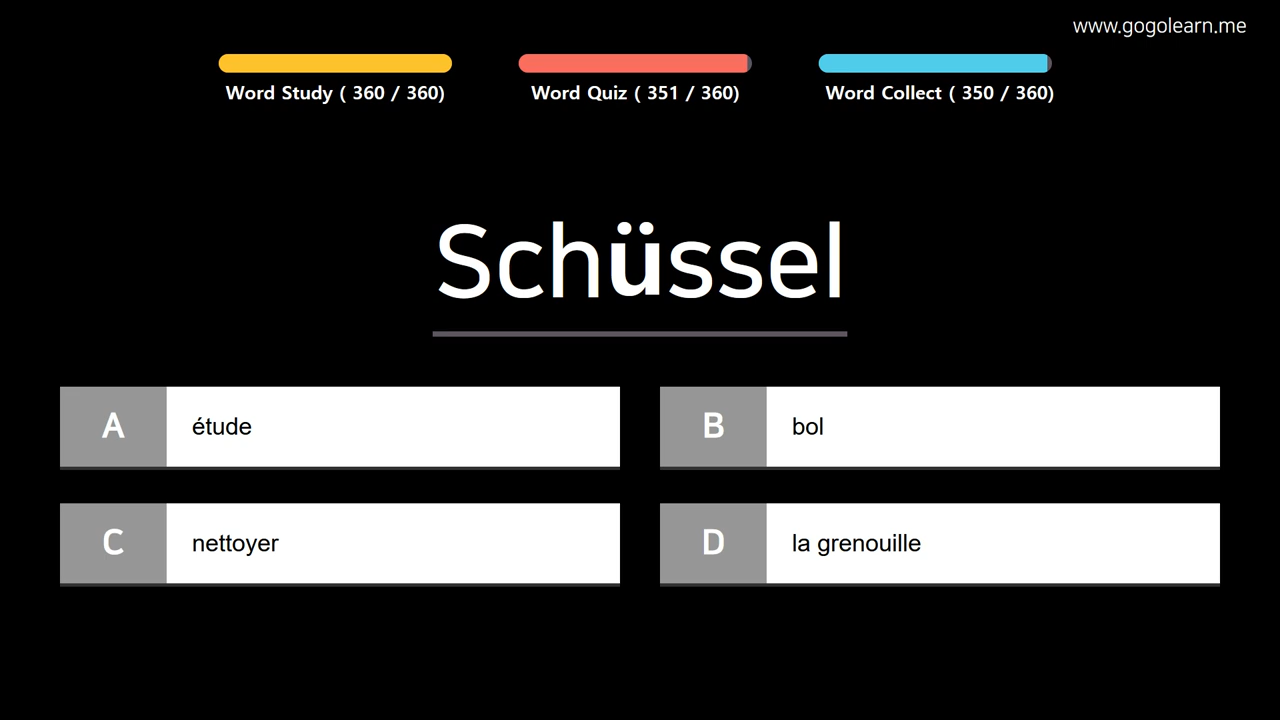 www.gogolearn.me
Word Study ( 360 / 360)
Word Quiz ( 351 / 360)
Word Collect ( 350 / 360)
Schüssel
A étude
B bol
C nettoyer
D la grenouille